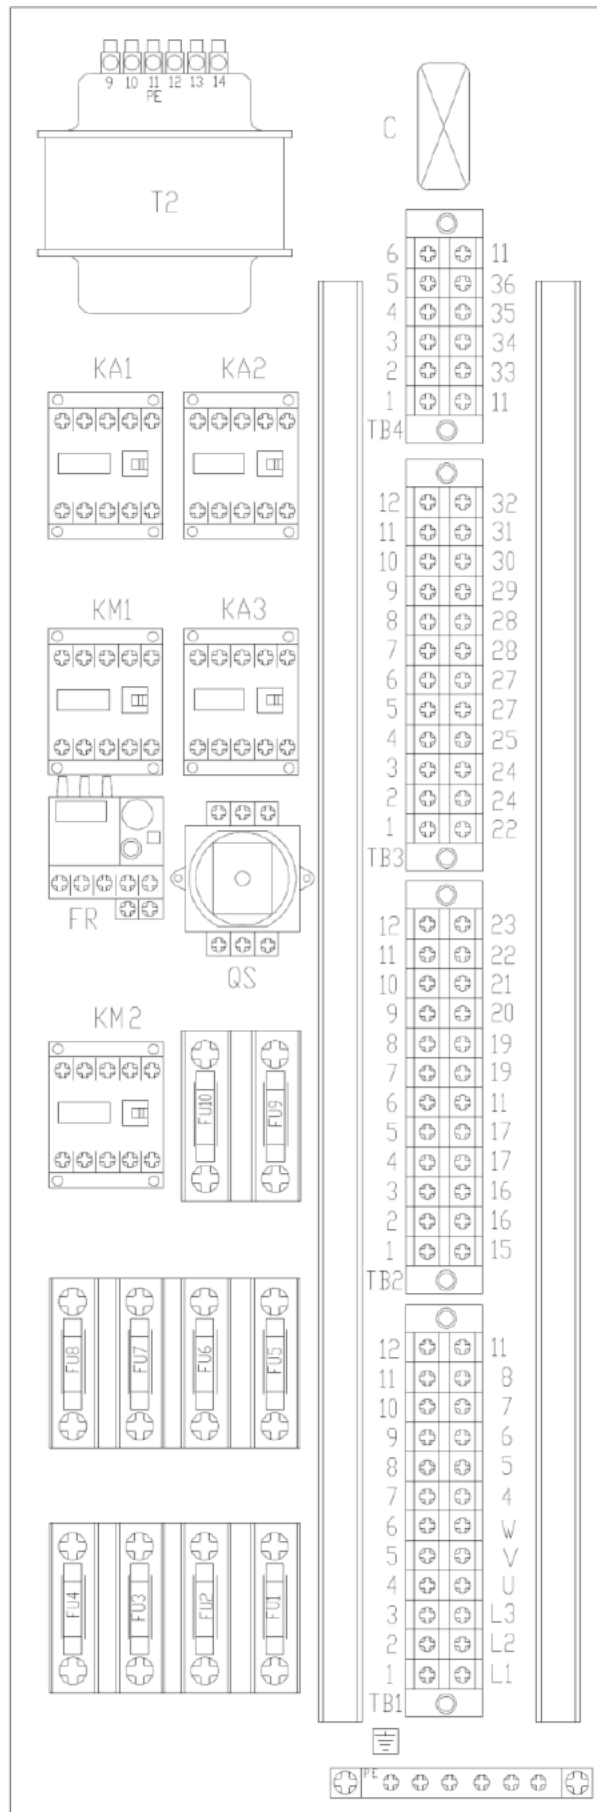 9 10 11 12 13 14
PE
C
T2
6 11
5 36
4 35
3 34
2 33
1 11
TB4
KA1 KA2
12 32
11 31
10 30
9 29
8 28
7 28
6 27
5 27
4 25
3 24
2 24
1 22
TB3
KM1 KA3
FR
QS
12 23
11 22
10 21
9 20
8 19
7 19
6 11
5 17
4 17
3 16
2 16
1 15
TB2
KM2
FU10 FU9
FU8 FU7 FU6 FU5
12 11
11 8
10 7
9 6
8 5
7 4
6 W
5 V
4 U
3 L3
2 L2
1 L1
TB1
FU4 FU3 FU2 FU1
PE